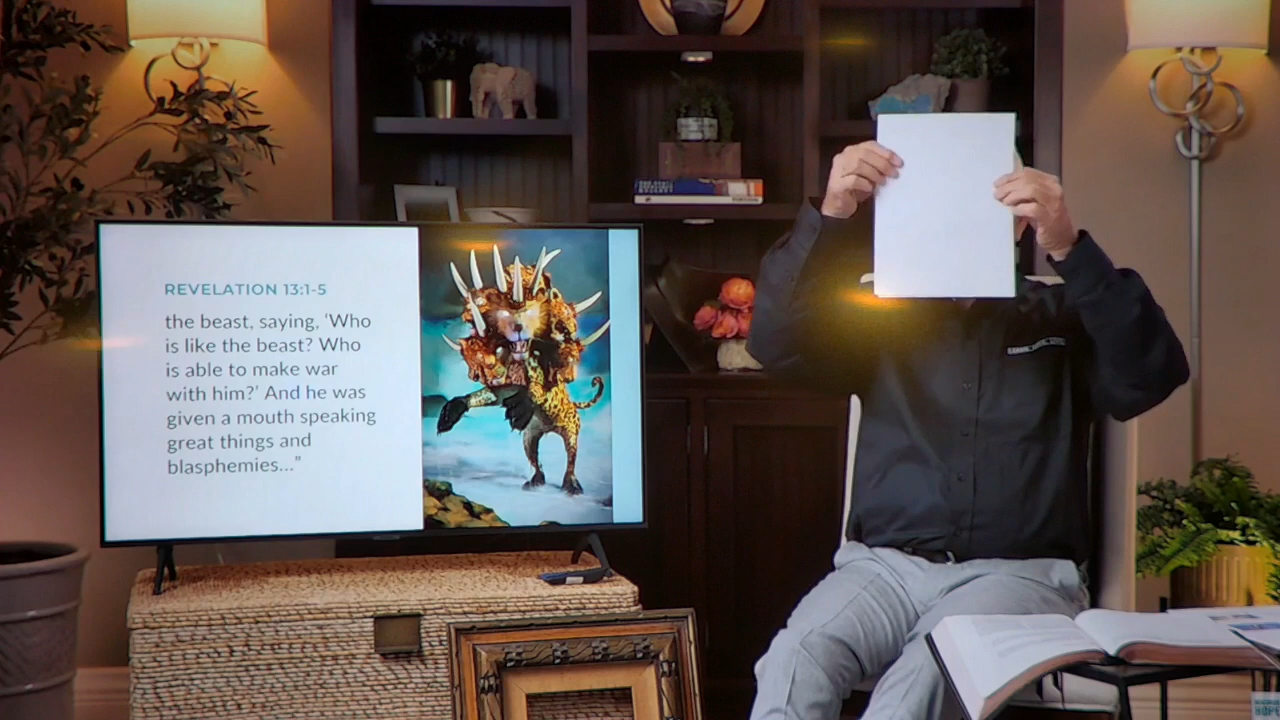 REVELATION 13:1-5
the beast, saying, ‘Who
is like the beast? Who
is able to make war
with him?’ And he was
given a mouth speaking
great things and
blasphemies...”